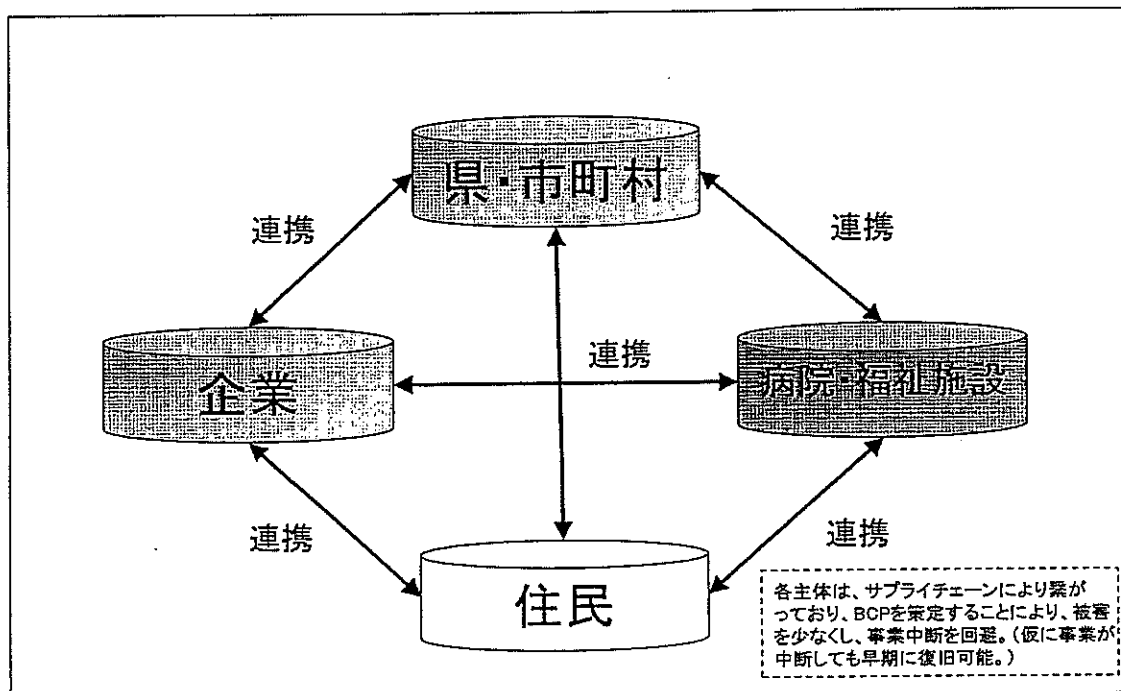 県・市町村
連携
連携
企業
連携
病院・福祉施設
連携
連携
住民
各主体は、サプライチェーンにより繋が
っており、BCPを策定することにより、被害
を少なくし、事業中断を回避。（仮に事業が
中断しても早期に復旧可能。）